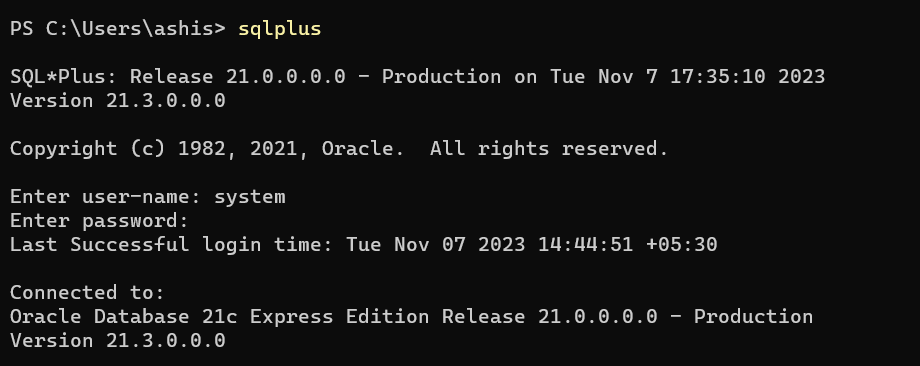 PS C:\Users\ashis> sqlplus
SQL*Plus: Release 21.0.0.0.0 - Production on Tue Nov 7 17:35:10 2023
Version 21.3.0.0.0
Copyright (c) 1982, 2021, Oracle.  All rights reserved.
Enter user-name: system
Enter password:
Last Successful login time: Tue Nov 07 2023 14:44:51 +05:30
Connected to:
Oracle Database 21c Express Edition Release 21.0.0.0.0 - Production
Version 21.3.0.0.0